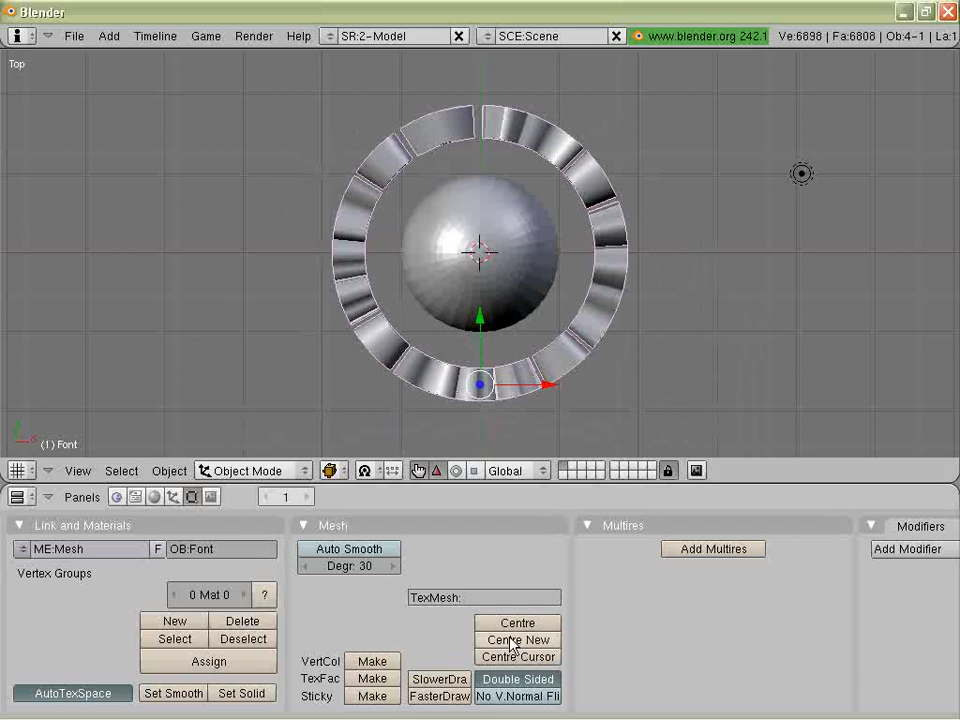 Blender
File Add Timeline Game Render Help SR:2-Model SCE:Scene www.blender.org 242.1 Ve:6898 | Fa:6808 | Ob:4-1 | La:1
Top
(1) Font
View Select Object Object Mode Global
Panels 1
Link and Materials Mesh Multires Modifiers
ME:Mesh F OB:Font Auto Smooth Add Multires Add Modifier
Degr: 30
Vertex Groups
0 Mat 0 ? TexMesh:
New Delete Centre
Select Deselect Centre New
Assign VertCol Make Centre Cursor
TexFac Make SlowerDra Double Sided
AutoTexSpace Set Smooth Set Solid Sticky Make FasterDraw No V.Normal Fli